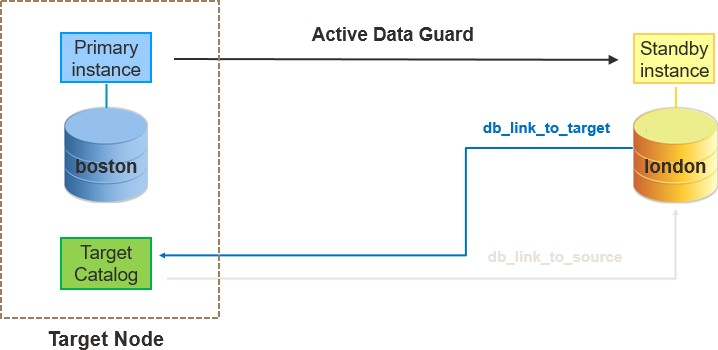 Active Data Guard
Primary
instance
Standby
instance
db_link_to_target
boston
london
Target
Catalog
db_link_to_source
Target Node